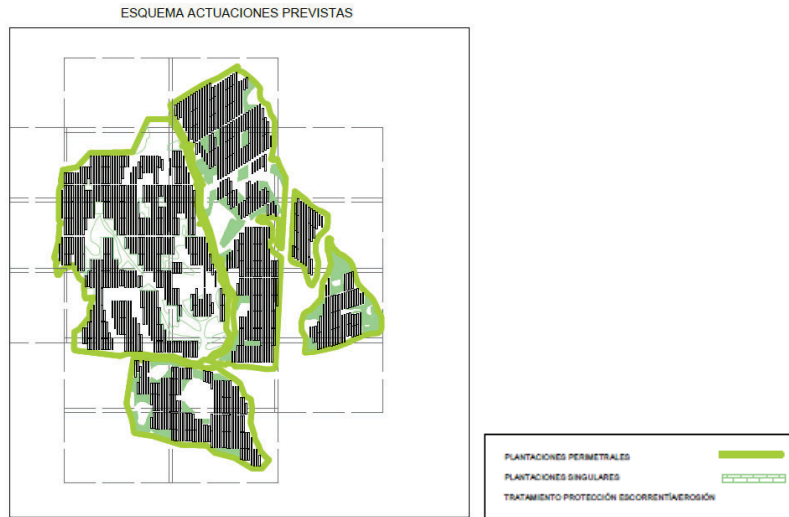 ESQUEMA ACTUACIONES PREVISTAS
PLANTACIONES PERIMETRALES
PLANTACIONES SINGULARES
TRATAMIENTO PROTECCIÓN ESCORRENTÍA/EROSIÓN